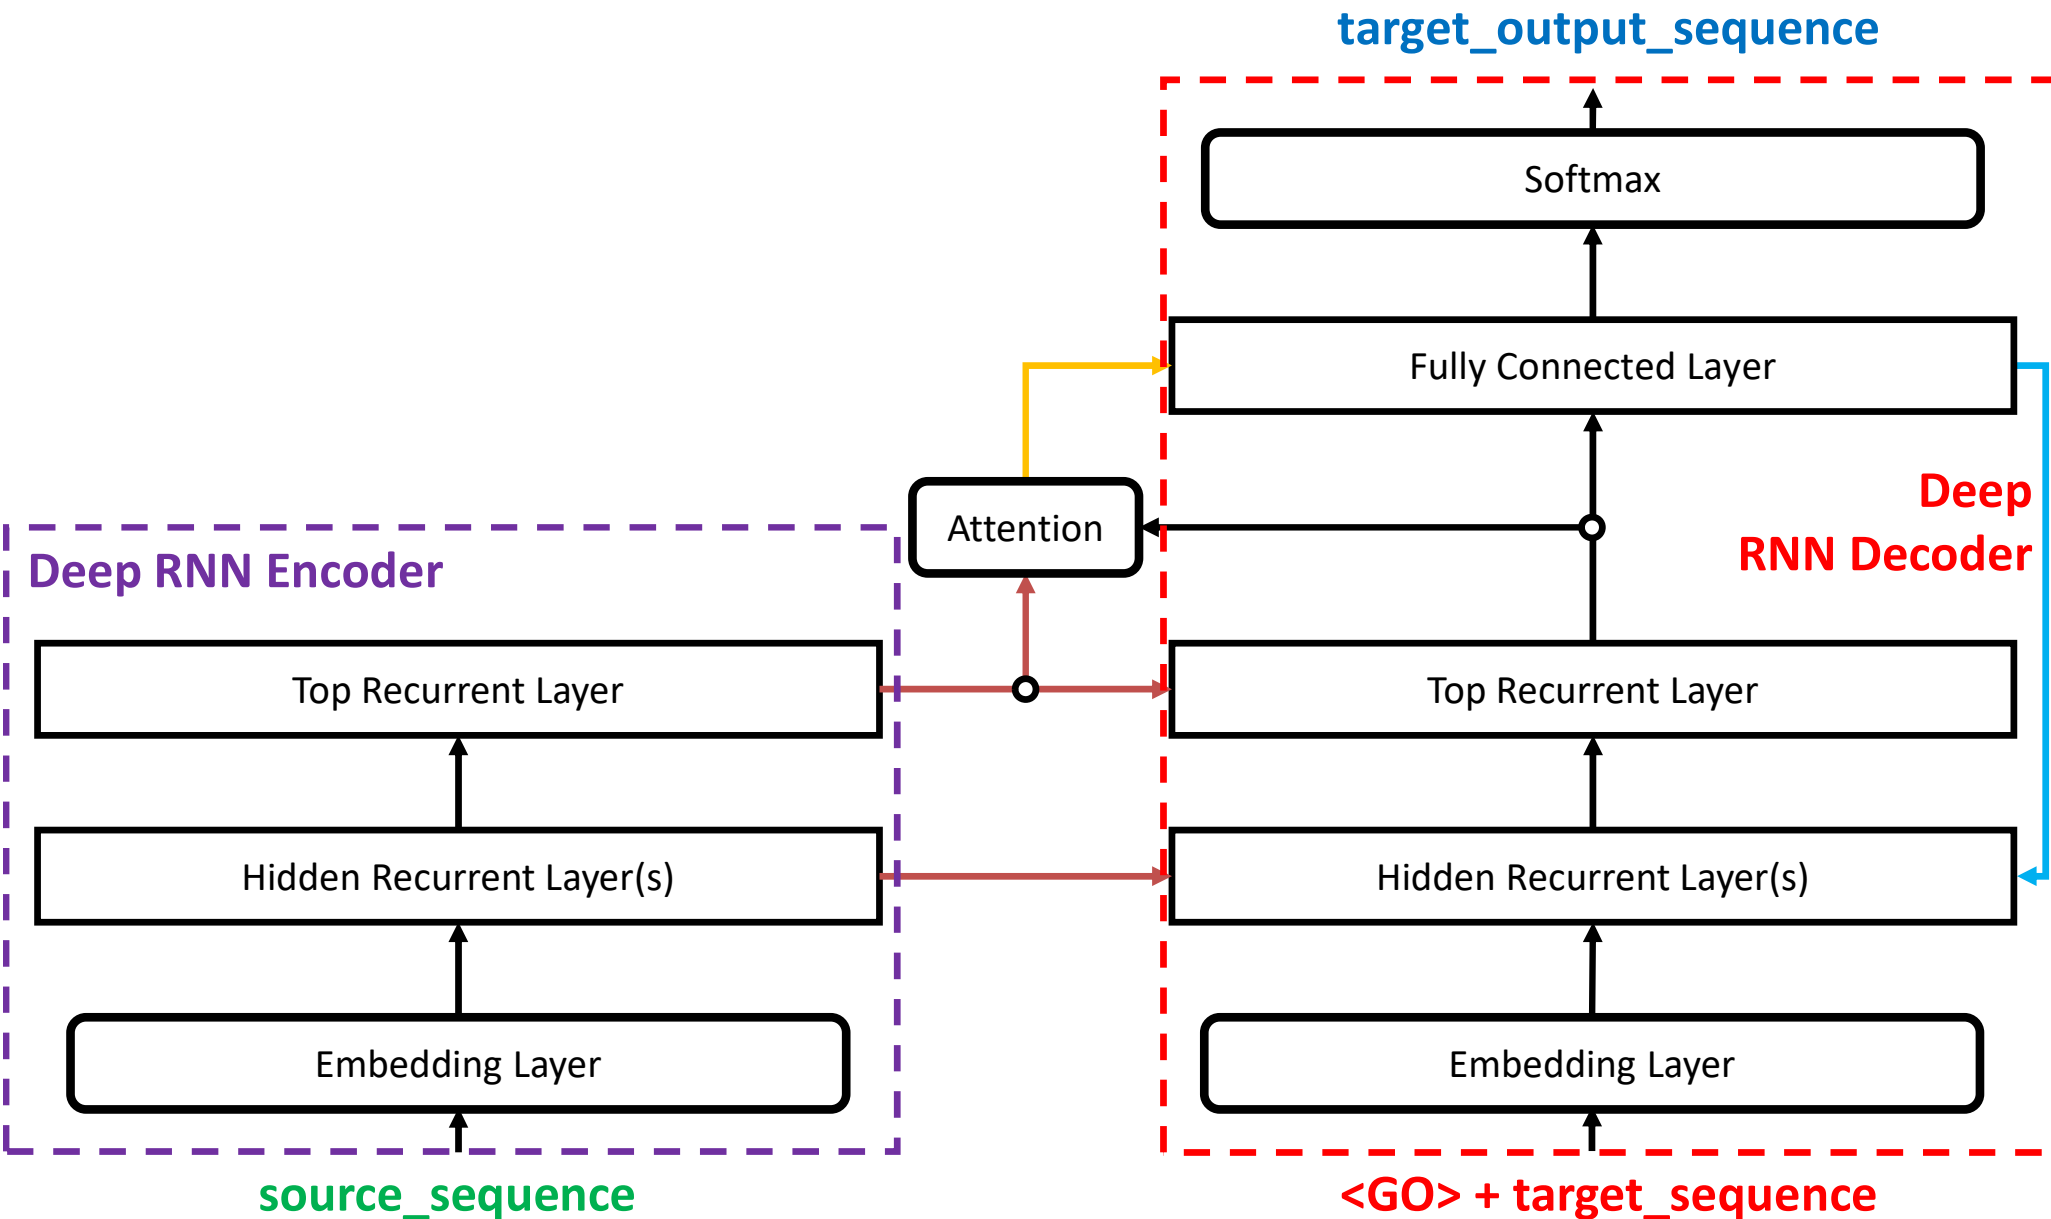 target_output_sequence
Softmax
Fully Connected Layer
Attention
Deep
RNN Decoder
Deep RNN Encoder
Top Recurrent Layer
Top Recurrent Layer
Hidden Recurrent Layer(s)
Hidden Recurrent Layer(s)
Embedding Layer
Embedding Layer
source_sequence
<GO> + target_sequence